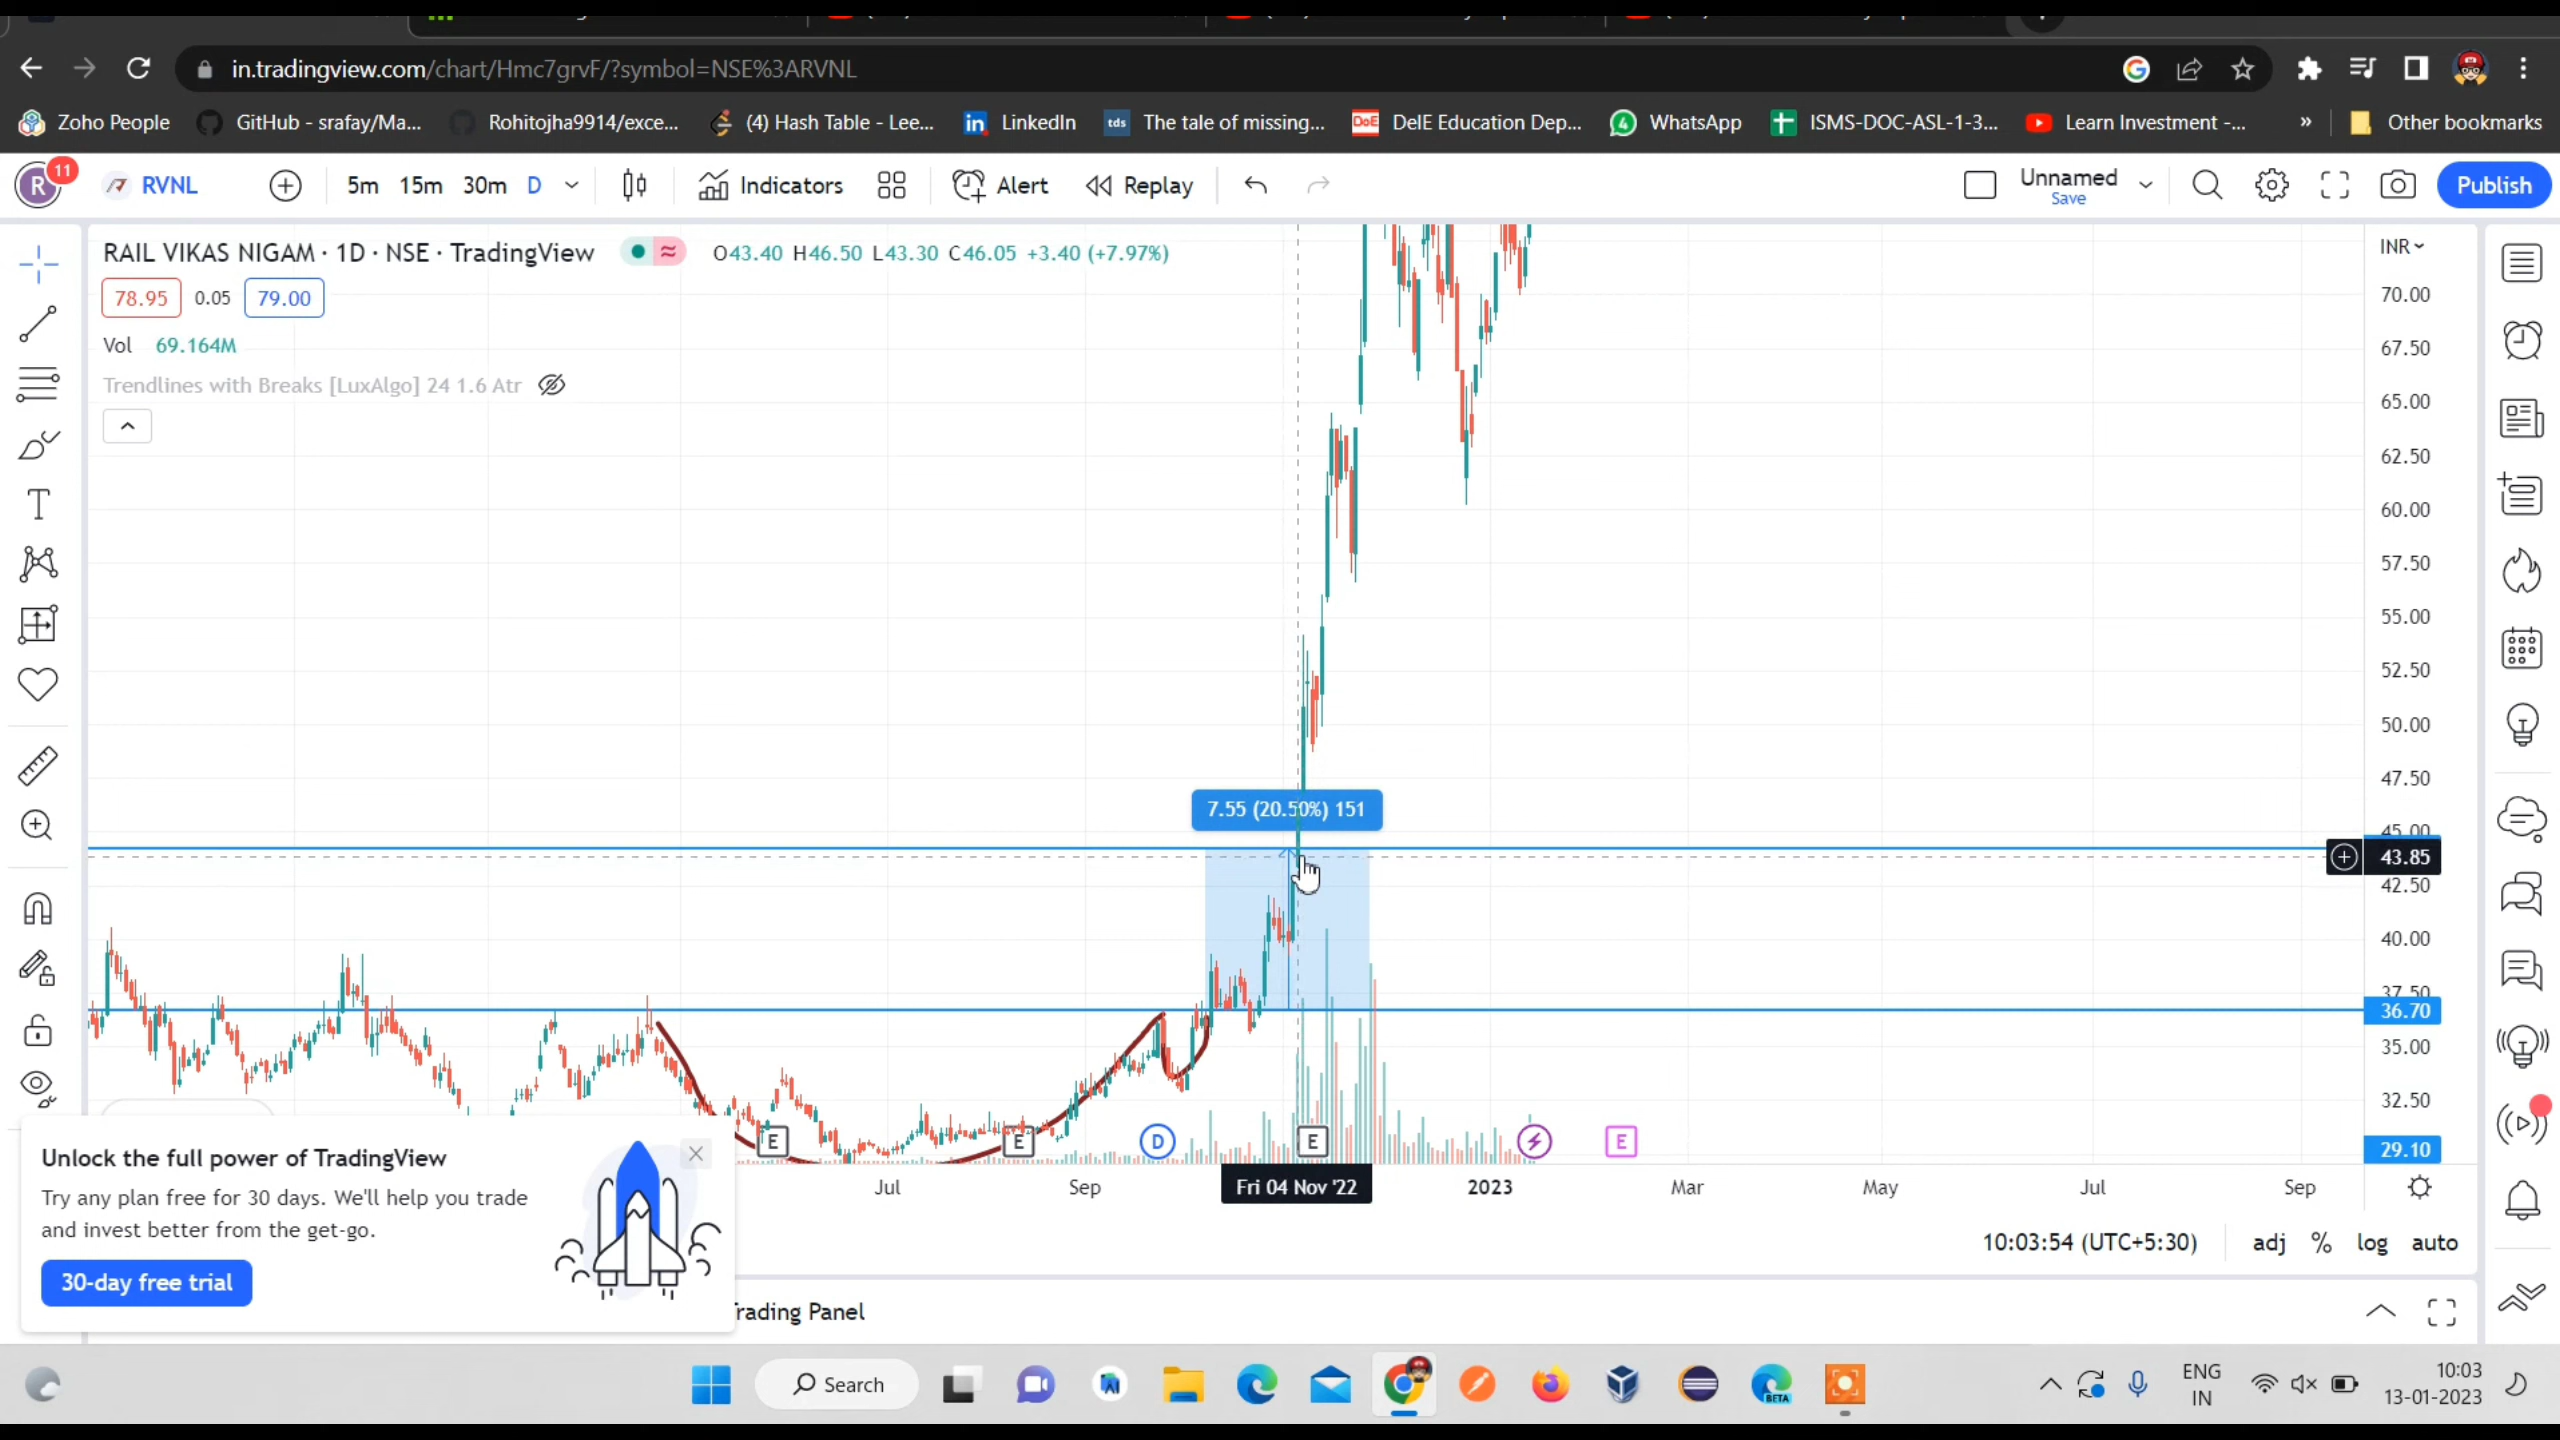 in.tradingview.com/chart/Hmc7grvF/?symbol=NSE%3ARVNL
Zoho People GitHub - srafay/Ma... Rohitojha9914/exce... (4) Hash Table - Lee... LinkedIn The tale of missing... DelE Education Dep... WhatsApp ISMS-DOC-ASL-1-3... Learn Investment -... » Other bookmarks
R 11 RVNL 5m 15m 30m D Indicators Alert Replay Unnamed Save Publish
RAIL VIKAS NIGAM · 1D · NSE · TradingView O43.40 H46.50 L43.30 C46.05 +3.40 (+7.97%) INR
78.95 0.05 79.00
Vol 69.164M
Trendlines with Breaks [LuxAlgo] 24 1.6 Atr
70.00
67.50
65.00
62.50
60.00
57.50
55.00
52.50
50.00
47.50
7.55 (20.50%) 151
45.00
43.85
42.50
40.00
37.50
36.70
35.00
32.50
29.10
E E D E E
Jul Sep Fri 04 Nov '22 2023 Mar May Jul Sep
Unlock the full power of TradingView
Try any plan free for 30 days. We'll help you trade
and invest better from the get-go.
30-day free trial
10:03:54 (UTC+5:30) adj % log auto
rading Panel
Search
BETA
ENG
IN
10:03
13-01-2023